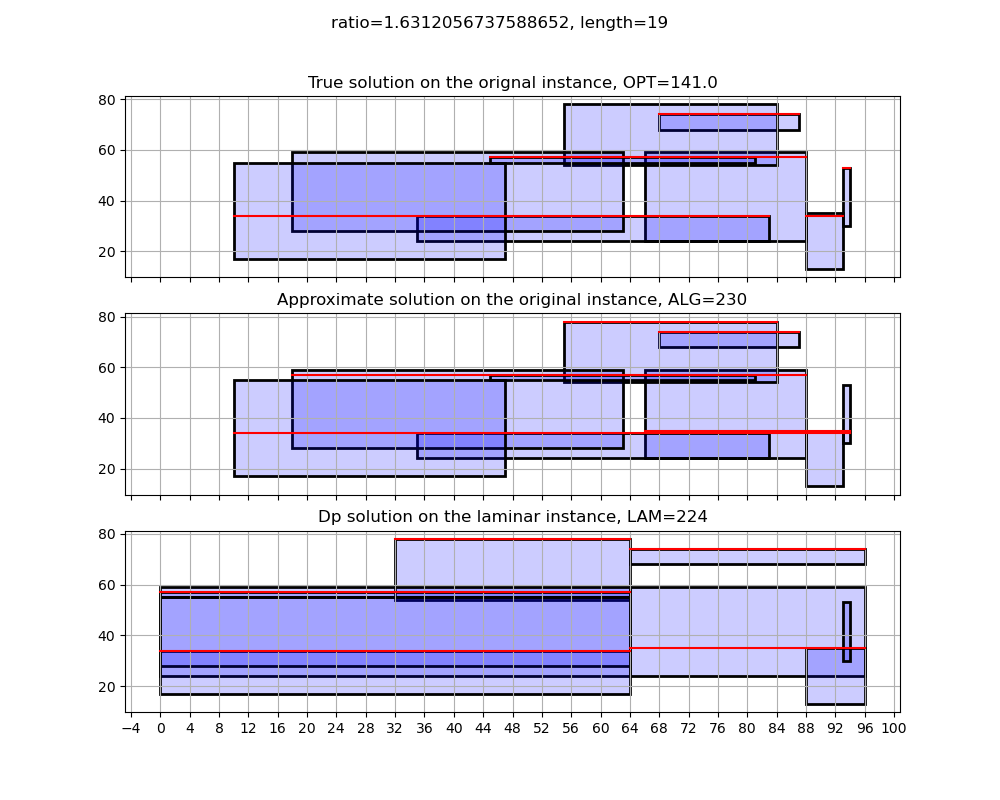 ratio=1.6312056737588652, length=19
True solution on the orignal instance, OPT=141.0
80
60
40
20
Approximate solution on the original instance, ALG=230
80
60
40
20
Dp solution on the laminar instance, LAM=224
80
60
40
20
−4 0 4 8 12 16 20 24 28 32 36 40 44 48 52 56 60 64 68 72 76 80 84 88 92 96 100